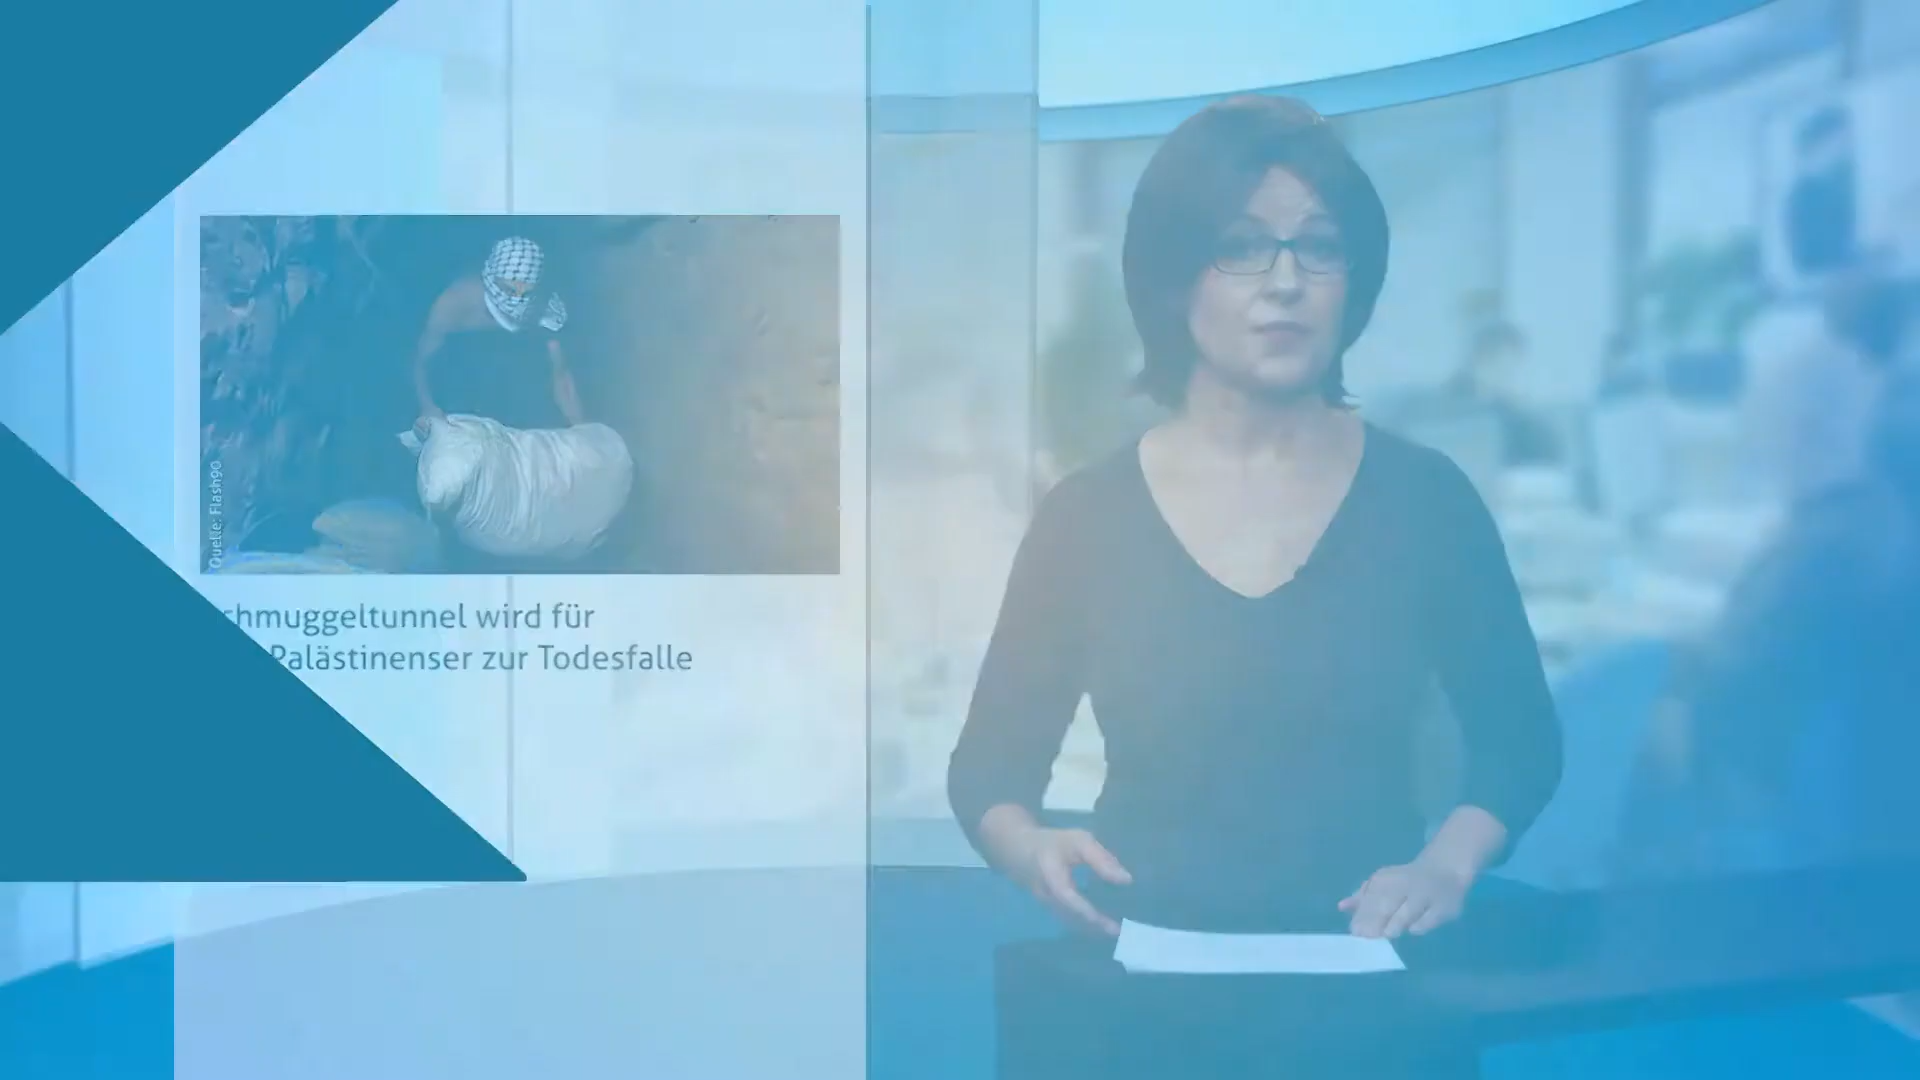 Quelle: Flash90
chmuggeltunnel wird für
Palästinenser zur Todesfalle